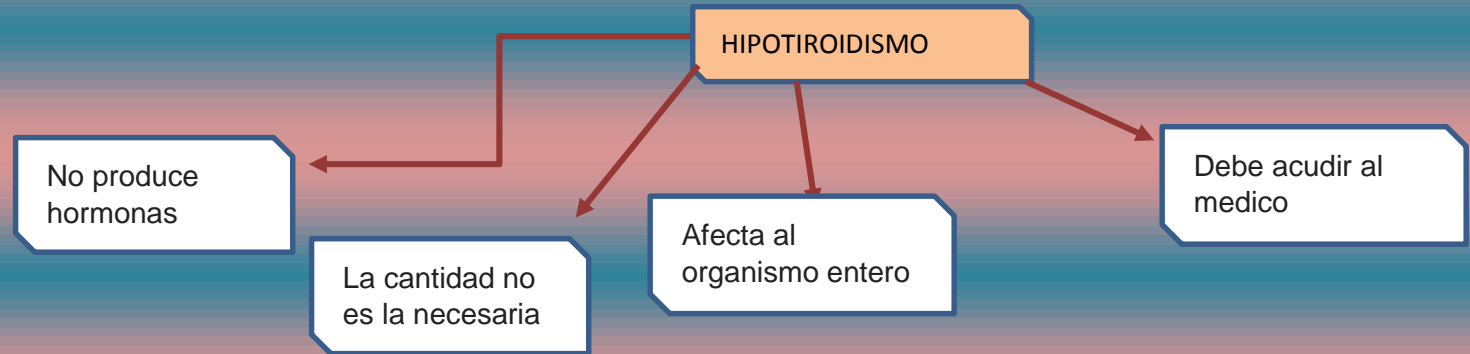 HIPOTIROIDISMO
No produce
hormonas
La cantidad no
es la necesaria
Afecta al
organismo entero
Debe acudir al
medico